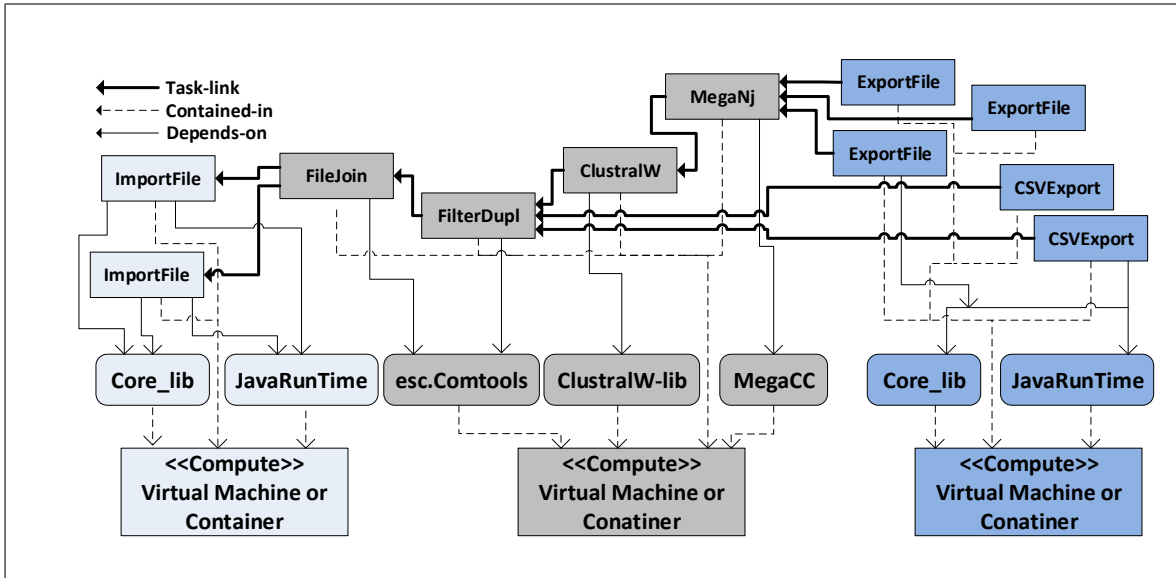 Task-link
Contained-in
Depends-on
MegaNj
ExportFile
ExportFile
ExportFile
ImportFile
FileJoin
ClustralW
CSVExport
FilterDupl
CSVExport
ImportFile
Core_lib
JavaRunTime
esc.Comtools
ClustralW-lib
MegaCC
Core_lib
JavaRunTime
<<Compute>>
Virtual Machine or
Container
<<Compute>>
Virtual Machine or
Conatiner
<<Compute>>
Virtual Machine or
Conatiner